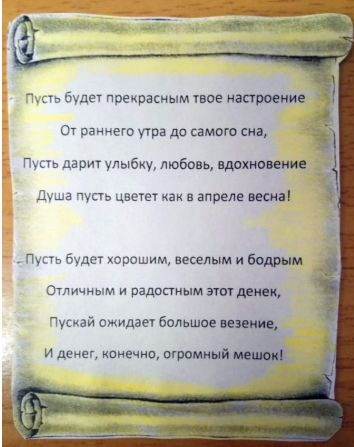 Пусть будет прекрасным твое настроение
От раннего утра до самого сна,
Пусть дарит улыбку, любовь, вдохновение
Душа пусть цветет как в апреле весна!
Пусть будет хорошим, веселым и бодрым
Отличным и радостным этот денек,
Пускай ожидает большое везение,
И денег, конечно, огромный мешок!